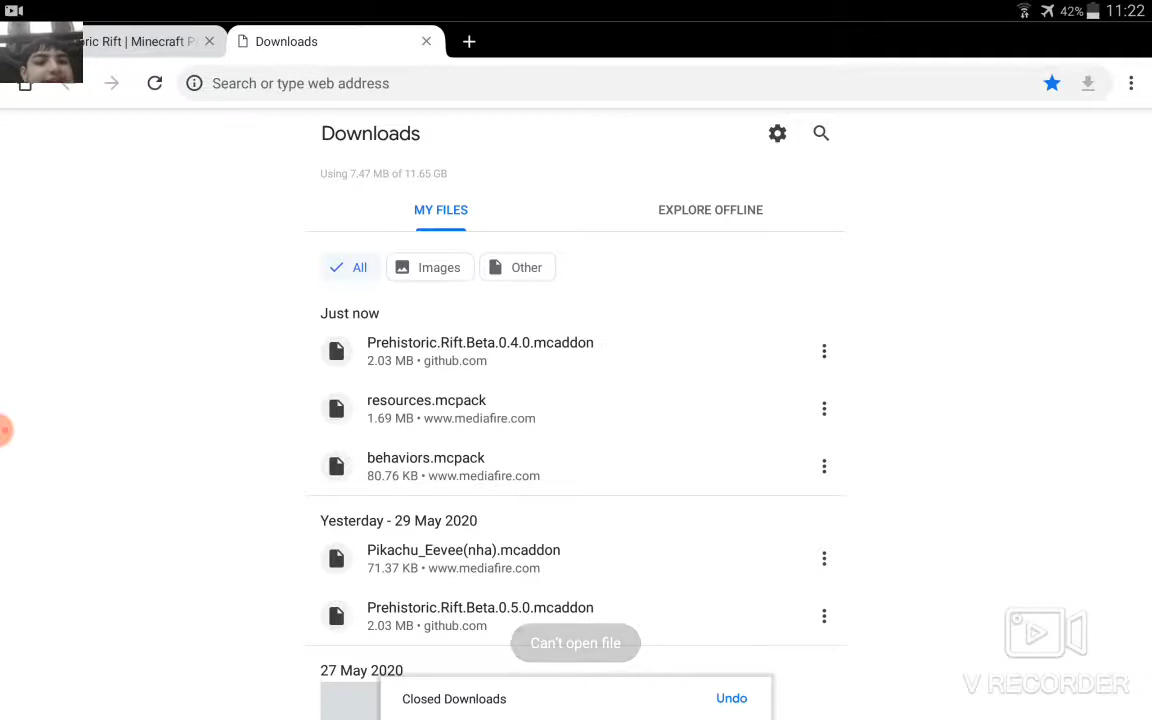 42% 11:22
ric Rift | Minecraft P
Downloads
Search or type web address
Downloads
Using 7.47 MB of 11.65 GB
MY FILES
EXPLORE OFFLINE
All
Images
Other
Just now
Prehistoric.Rift.Beta.0.4.0.mcaddon
2.03 MB • github.com
resources.mcpack
1.69 MB • www.mediafire.com
behaviors.mcpack
80.76 KB • www.mediafire.com
Yesterday - 29 May 2020
Pikachu_Eevee(nha).mcaddon
71.37 KB • www.mediafire.com
Prehistoric.Rift.Beta.0.5.0.mcaddon
2.03 MB • github.com
Can't open file
27 May 2020
Closed Downloads
Undo
V RECORDER